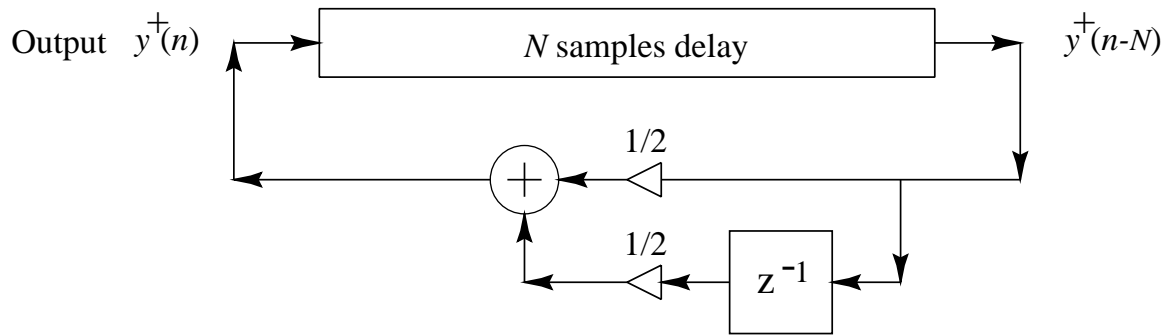 Output y⁺(n) N samples delay y⁺(n-N)
1/2
+
1/2
z⁻¹